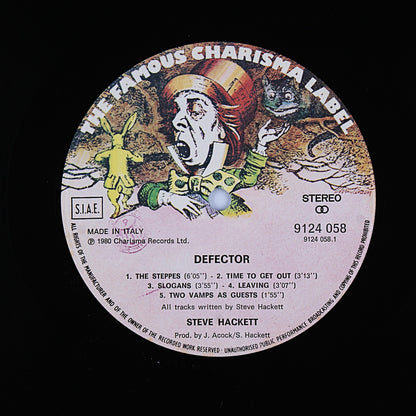 THE FAMOUS CHARISMA LABEL
S.I.A.E.
STEREO
MADE IN ITALY
℗ 1980 Charisma Records Ltd.
9124 058
9124 058.1
DEFECTOR
1. THE STEPPES (6'05") - 2. TIME TO GET OUT (3'13")
3. SLOGANS (3'55") - 4. LEAVING (3'07")
5. TWO VAMPS AS GUESTS (1'55")
All tracks written by Steve Hackett
STEVE HACKETT
Prod. by J. Acock/S. Hackett
ALL RIGHTS OF THE MANUFACTURER AND OF THE OWNER OF THE RECORDED WORK RESERVED · UNAUTHORISED PUBLIC PERFORMANCE, BROADCASTING AND COPYING OF THIS RECORD PROHIBITED